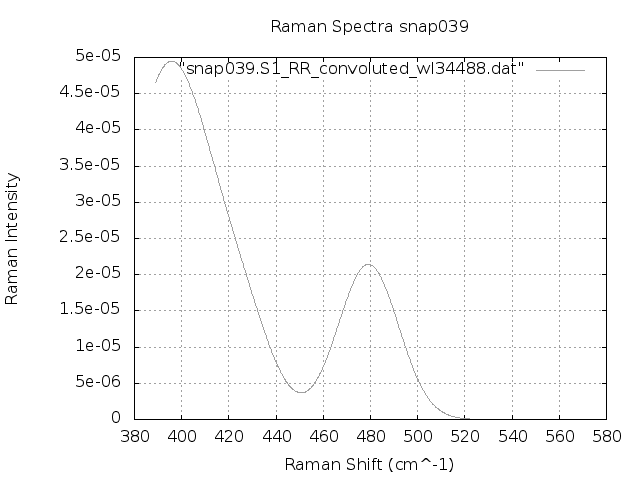 Raman Spectra snap039
"snap039.S1_RR_convoluted_wl34488.dat"
5e-05
4.5e-05
4e-05
3.5e-05
3e-05
2.5e-05
2e-05
1.5e-05
1e-05
5e-06
0
Raman Intensity
380 400 420 440 460 480 500 520 540 560 580
Raman Shift (cm^-1)